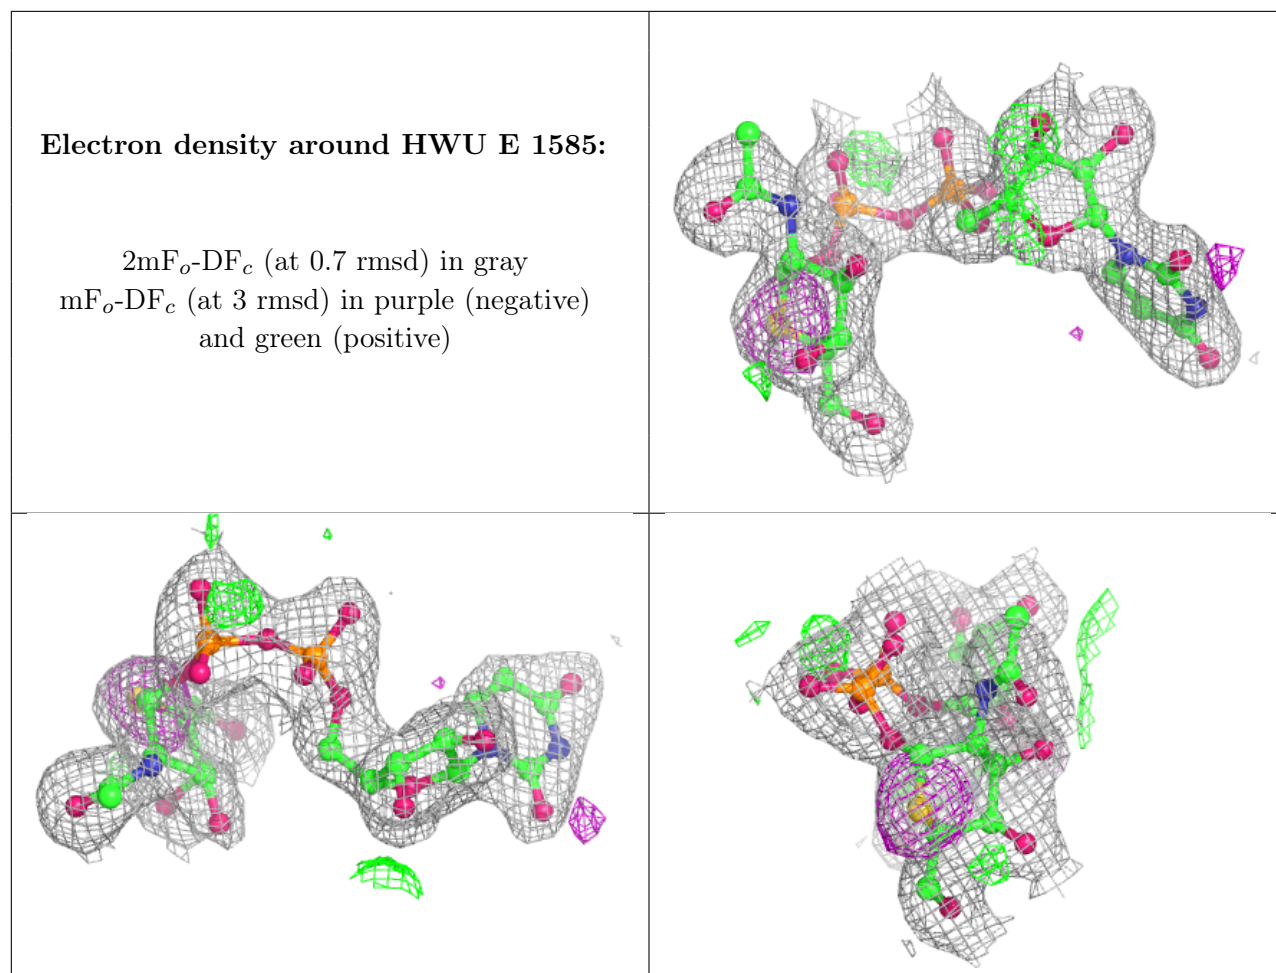 Electron density around HWU E 1585:
2mFo-DFc (at 0.7 rmsd) in gray
mFo-DFc (at 3 rmsd) in purple (negative)
and green (positive)